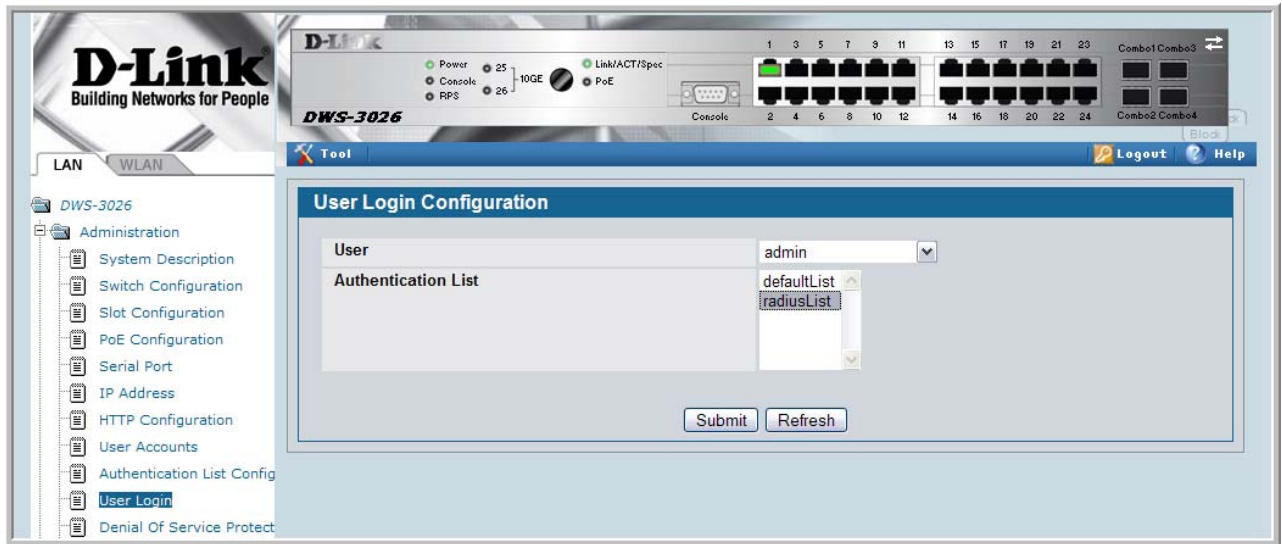 D-Link
Building Networks for People
D-Link
Power
Console
RPS
25
26
10GE
Link/ACT/Spec
PoE
DWS-3026
Console
1 3 5 7 9 11 13 15 17 19 21 23
2 4 6 8 10 12 14 16 18 20 22 24
Combo1 Combo3
Combo2 Combo4
Block
Tool
Logout
Help
LAN
WLAN
DWS-3026
Administration
System Description
Switch Configuration
Slot Configuration
PoE Configuration
Serial Port
IP Address
HTTP Configuration
User Accounts
Authentication List Config
User Login
Denial Of Service Protect
User Login Configuration
User
admin
Authentication List
defaultList
radiusList
Submit
Refresh